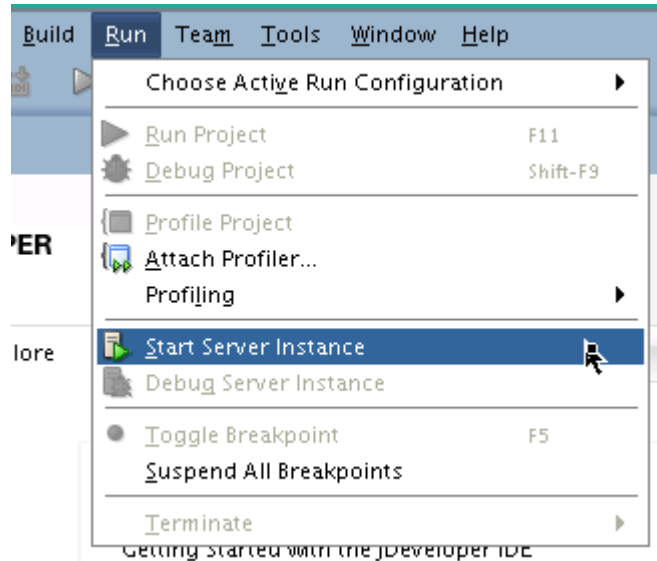 Build Run Team Tools Window Help
Choose Active Run Configuration
Run Project F11
Debug Project Shift-F9
Profile Project
PER
Attach Profiler...
Profiling
lore
Start Server Instance
Debug Server Instance
Toggle Breakpoint F5
Suspend All Breakpoints
Terminate
Getting Started with the JDeveloper IDE